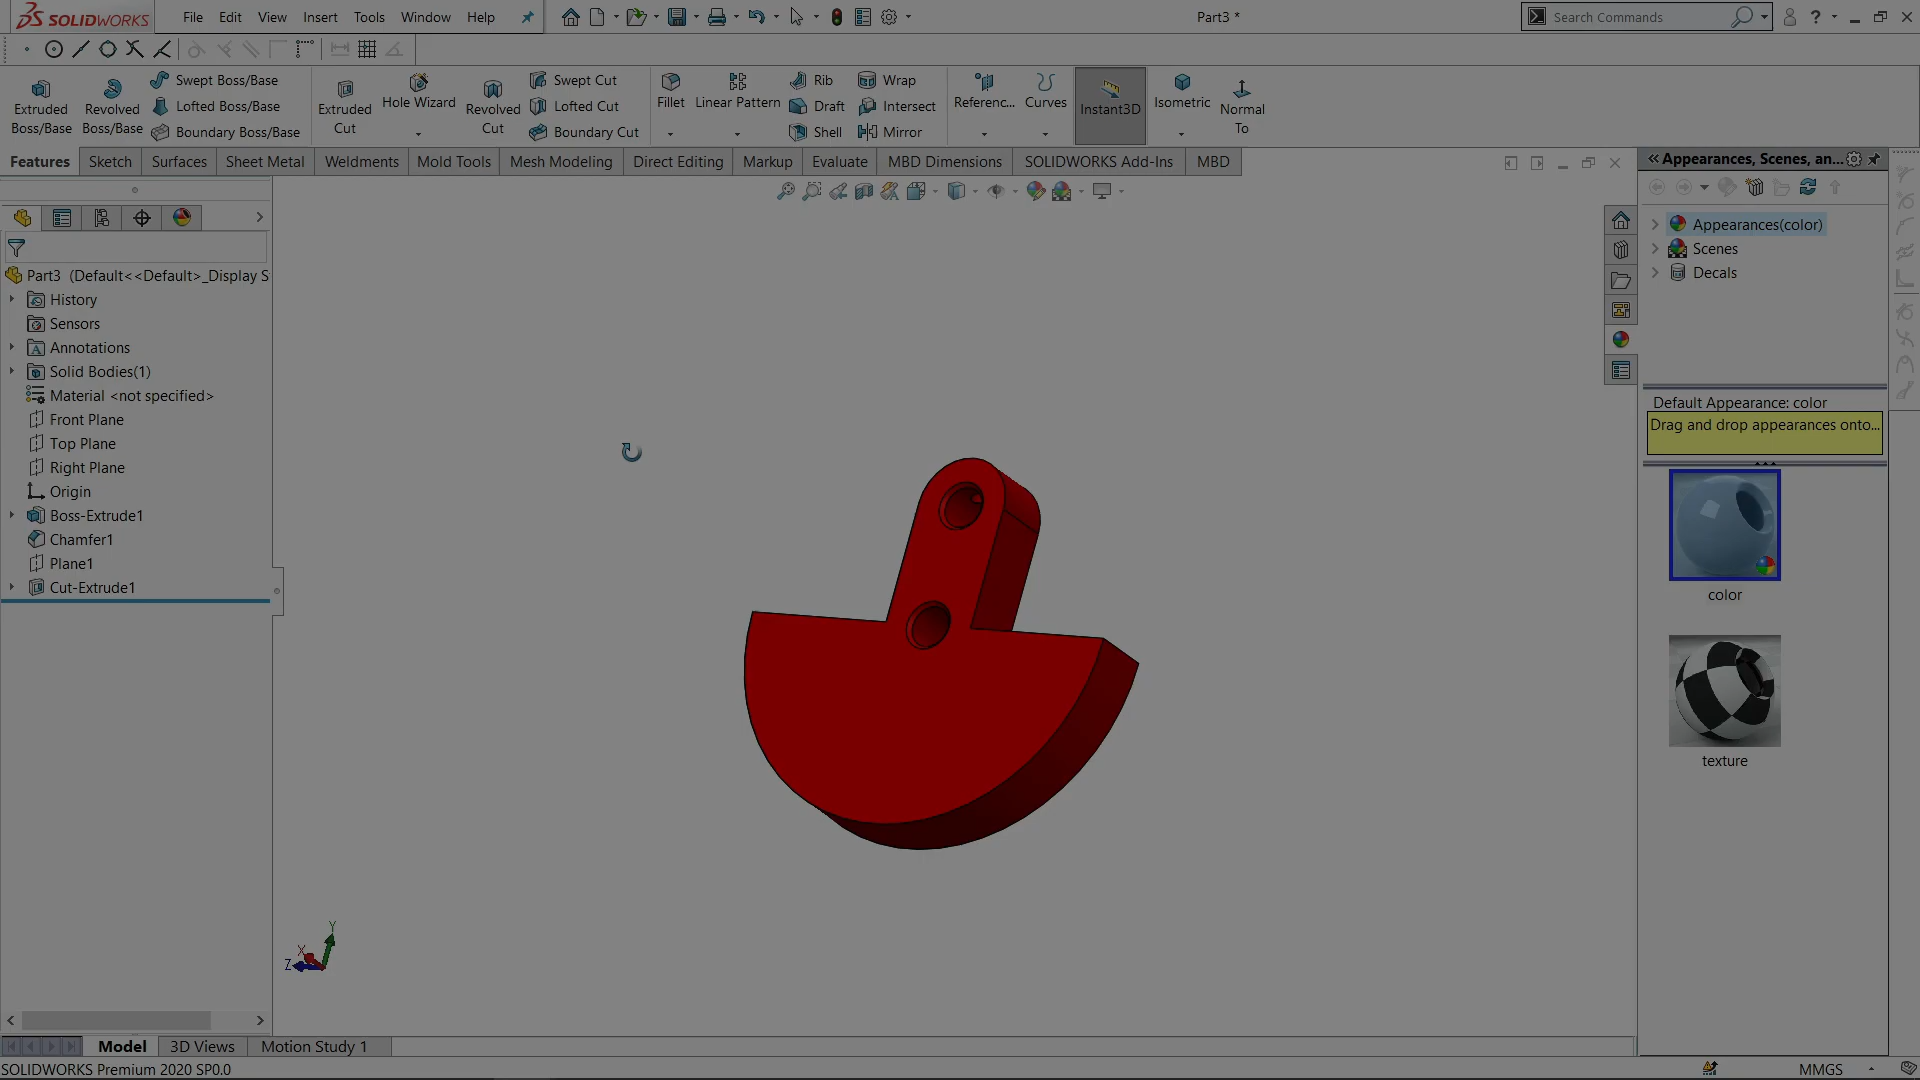 SOLIDWORKS File Edit View Insert Tools Window Help Part3 * Search Commands
Extruded Boss/Base
Revolved Boss/Base
Swept Boss/Base
Lofted Boss/Base
Boundary Boss/Base
Extruded Cut
Hole Wizard
Revolved Cut
Swept Cut
Lofted Cut
Boundary Cut
Fillet
Linear Pattern
Rib
Draft
Shell
Wrap
Intersect
Mirror
Referenc...
Curves
Instant3D
Isometric
Normal To
Features Sketch Surfaces Sheet Metal Weldments Mold Tools Mesh Modeling Direct Editing Markup Evaluate MBD Dimensions SOLIDWORKS Add-Ins MBD
Part3 (Default<<Default>_Display S
History
Sensors
Annotations
Solid Bodies(1)
Material <not specified>
Front Plane
Top Plane
Right Plane
Origin
Boss-Extrude1
Chamfer1
Plane1
Cut-Extrude1
Y
X
Z
Appearances, Scenes, an...
Appearances(color)
Scenes
Decals
Default Appearance: color
Drag and drop appearances onto...
color
texture
Model 3D Views Motion Study 1
SOLIDWORKS Premium 2020 SP0.0 MMGS